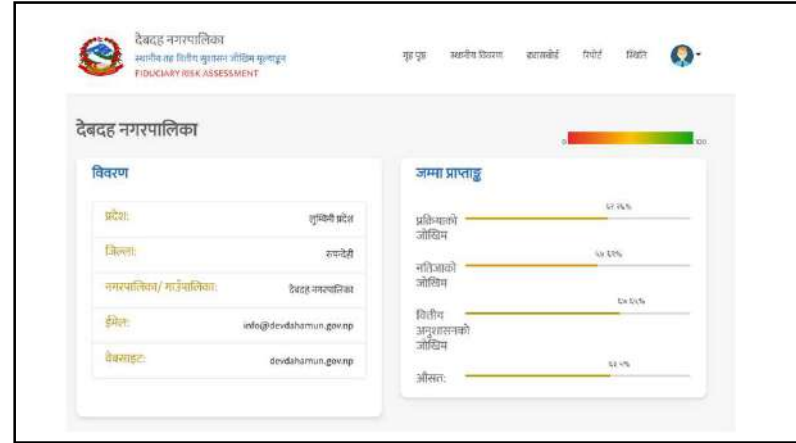 देवदह नगरपालिका
स्थानीय तह वित्तीय सुशासन जोखिम मूल्याङ्कन
FIDUCIARY RISK ASSESSMENT
गृह पृष्ठ स्थानीय विवरण ड्यासबोर्ड रिपोर्ट स्थिति
देवदह नगरपालिका
0 100
विवरण
प्रदेश: लुम्बिनी प्रदेश
जिल्ला: रुपन्देही
नगरपालिका/ गाउँपालिका: देवदह नगरपालिका
ईमेल: info@devdahamun.gov.np
वेबसाइट: devdahamun.gov.np
जम्मा प्राप्ताङ्क
प्रक्रियाको
जोखिम
नतिजाको
जोखिम
वित्तीय
अनुशासनको
जोखिम
औसत: